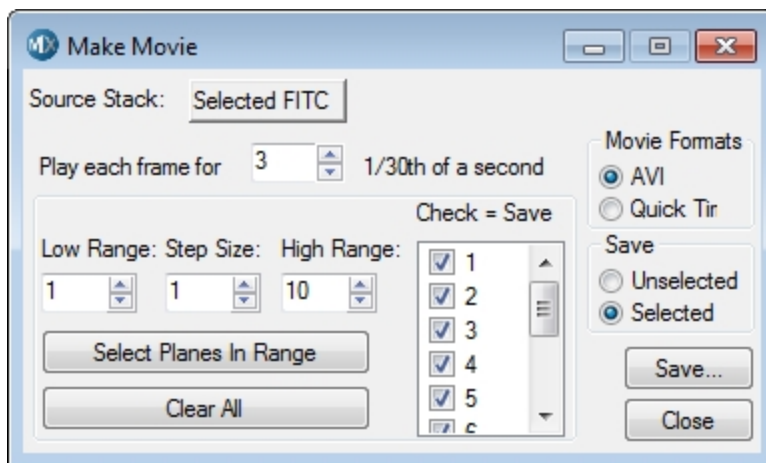 MX Make Movie
Source Stack: Selected FITC
Play each frame for 3 1/30th of a second
Movie Formats
AVI
Quick Tir
Check = Save
Low Range: Step Size: High Range:
1 1 10
1
2
3
4
5
Select Planes In Range
Clear All
Save
Unselected
Selected
Save...
Close